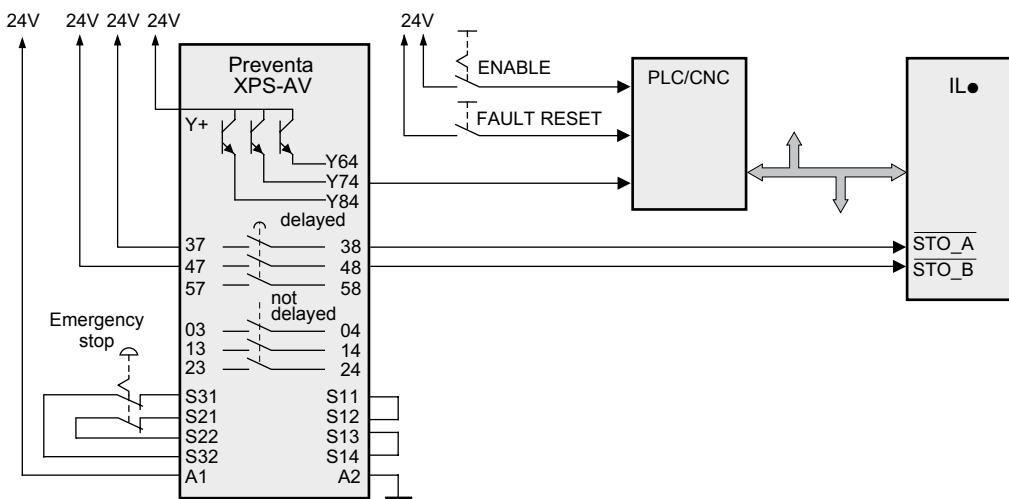 24V 24V 24V 24V 24V
Preventa
XPS-AV
Y+
Y64
Y74
Y84
delayed
37 38
47 48
57 58
not
delayed
03 04
13 14
23 24
Emergency
stop
S31 S11
S21 S12
S22 S13
S32 S14
A1 A2
ENABLE
FAULT RESET
PLC/CNC
IL●
STO_A
STO_B